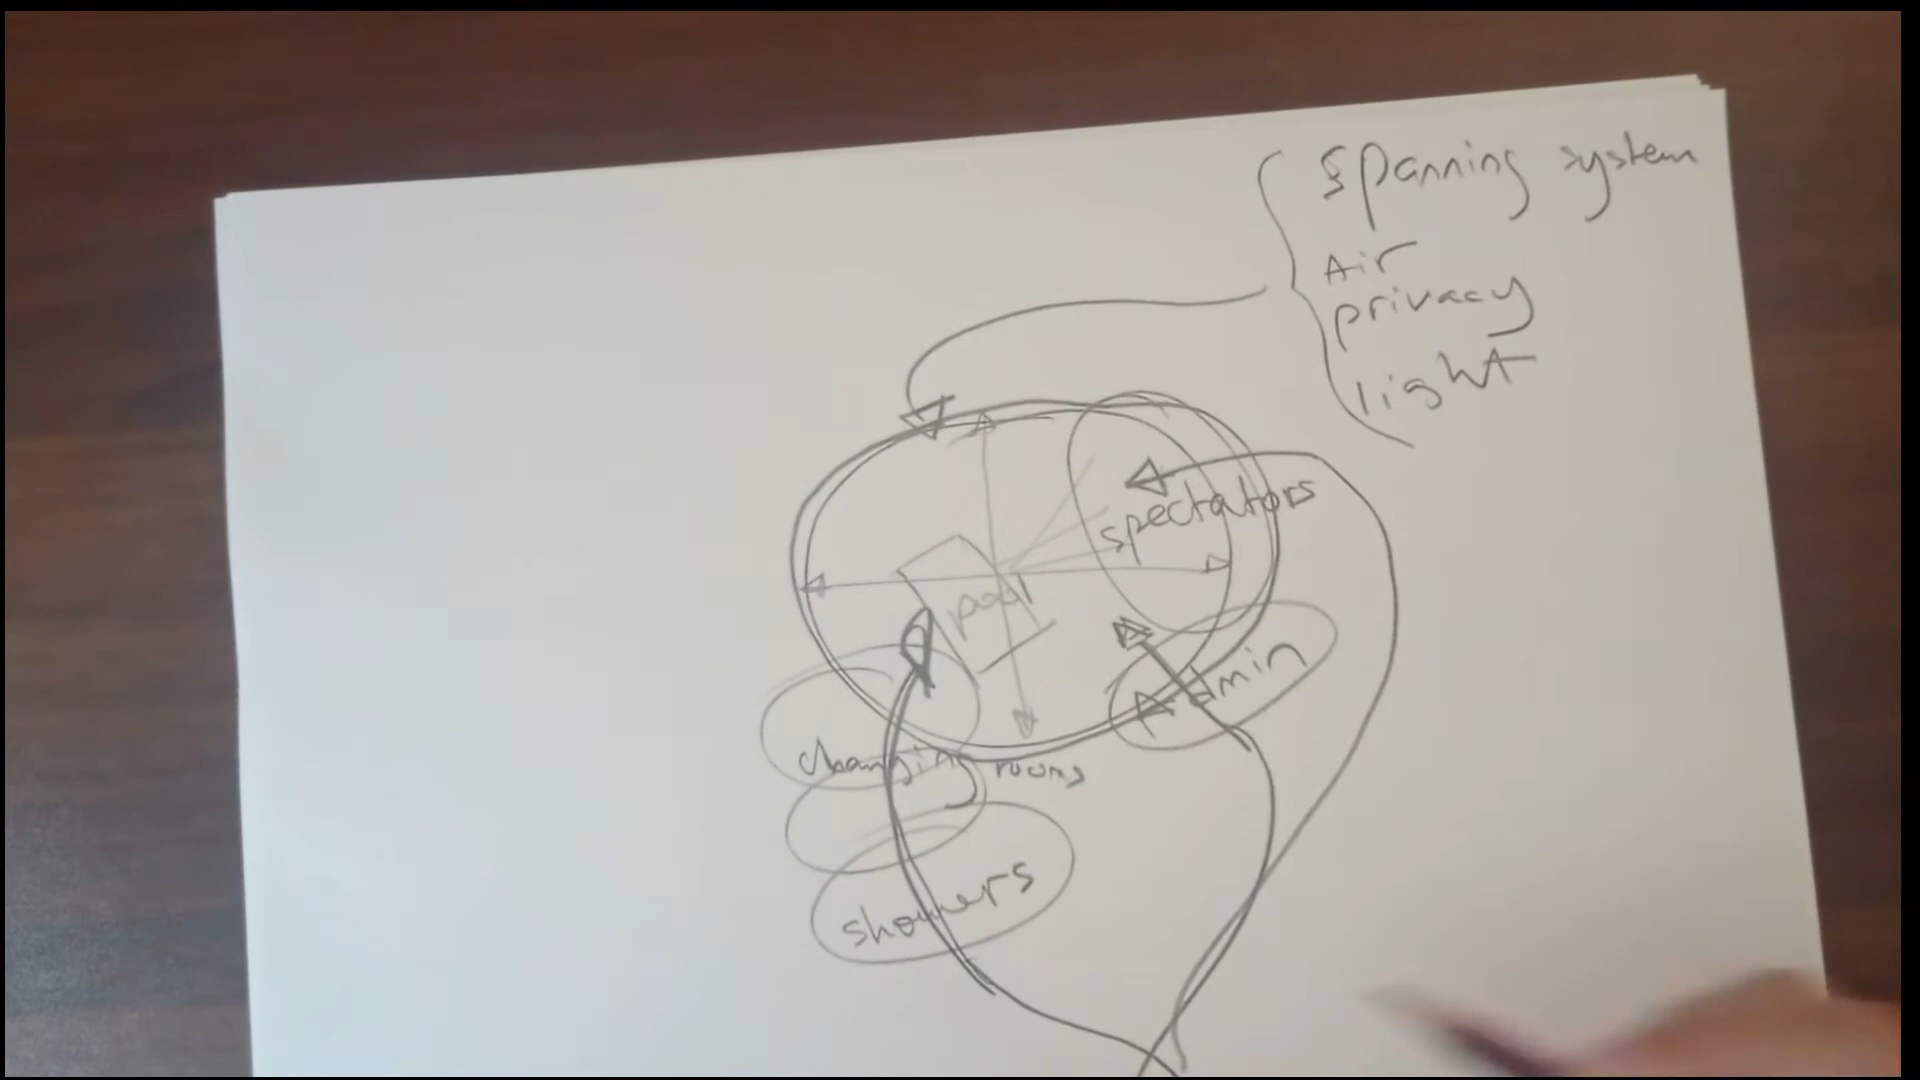 Spanning system
Air
privacy
light
spectators
pool
Admin
changing rooms
showers